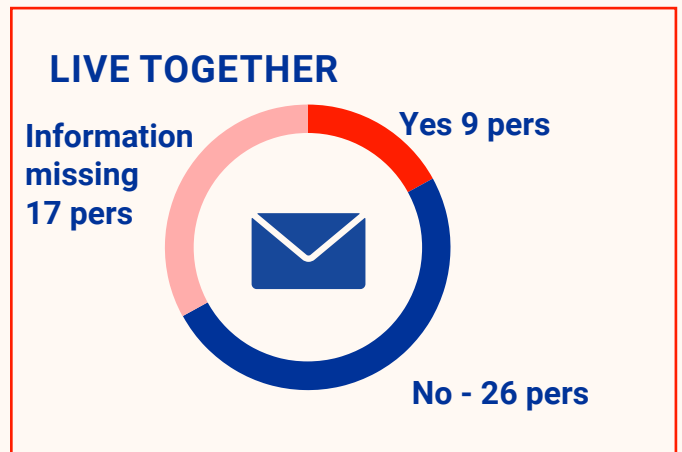 LIVE TOGETHER
Information
missing
17 pers
Yes 9 pers
No - 26 pers